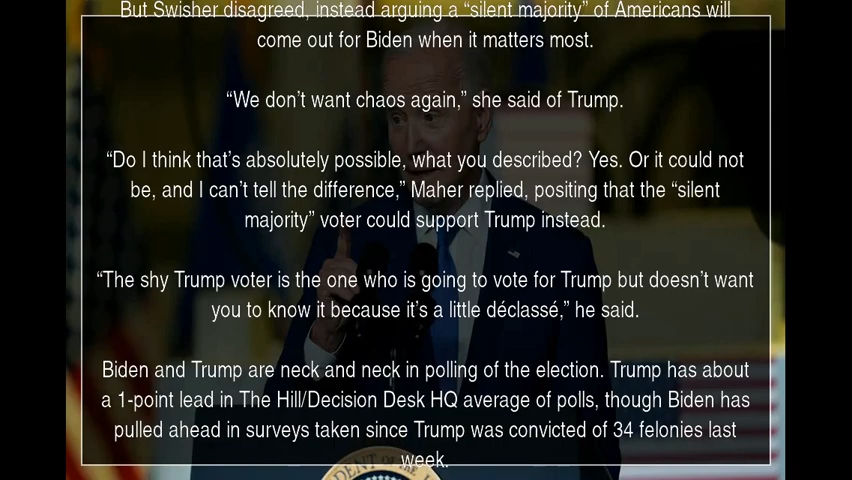 But Swisher disagreed, instead arguing a “silent majority” of Americans will
come out for Biden when it matters most.
“We don’t want chaos again,” she said of Trump.
“Do I think that’s absolutely possible, what you described? Yes. Or it could not
be, and I can’t tell the difference,” Maher replied, positing that the “silent
majority” voter could support Trump instead.
“The shy Trump voter is the one who is going to vote for Trump but doesn’t want
you to know it because it’s a little déclassé,” he said.
Biden and Trump are neck and neck in polling of the election. Trump has about
a 1-point lead in The Hill/Decision Desk HQ average of polls, though Biden has
pulled ahead in surveys taken since Trump was convicted of 34 felonies last
week.